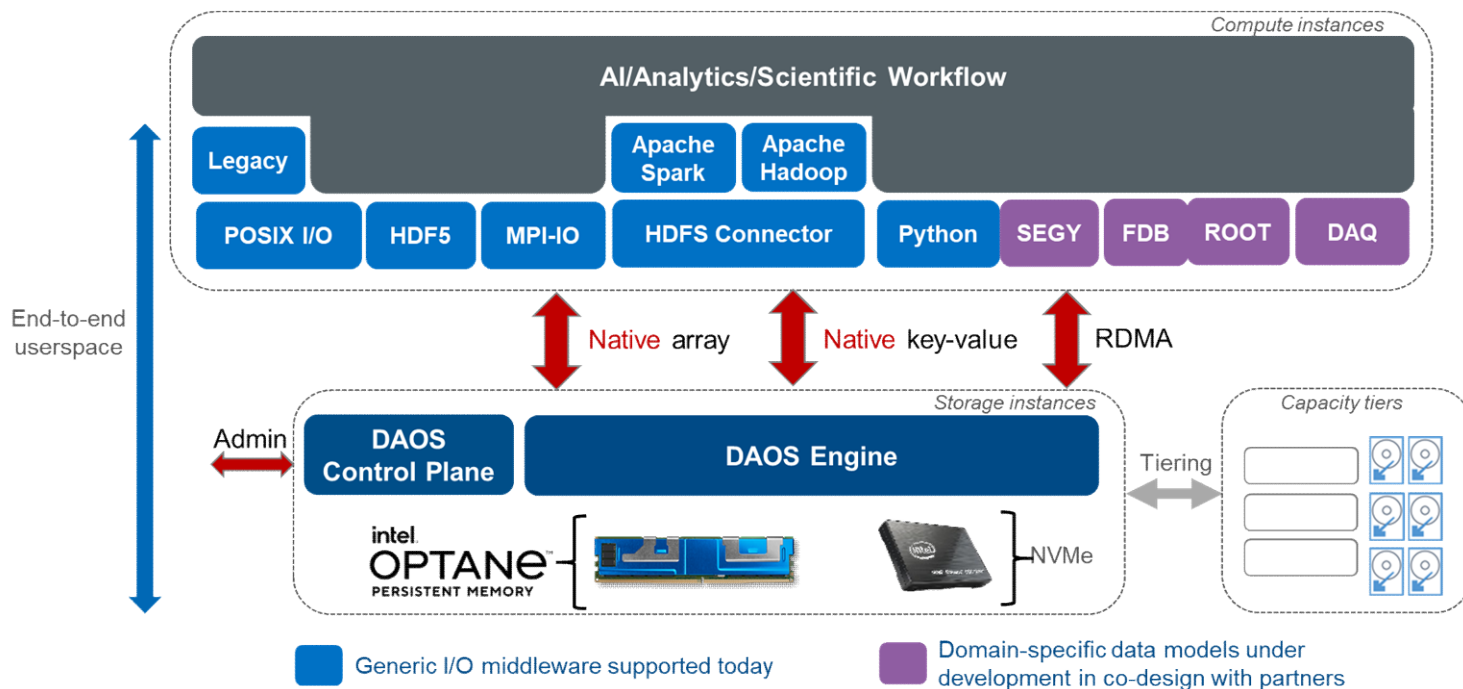 Compute instances
AI/Analytics/Scientific Workflow
Legacy
Apache
Spark
Apache
Hadoop
POSIX I/O
HDF5
MPI-IO
HDFS Connector
Python
SEGY
FDB
ROOT
DAQ
End-to-end
userspace
Native array
Native key-value
RDMA
Storage instances
Capacity tiers
Admin
DAOS
Control Plane
DAOS Engine
Tiering
intel.
OPTANE™
PERSISTENT MEMORY
intel
NVMe
Generic I/O middleware supported today
Domain-specific data models under
development in co-design with partners